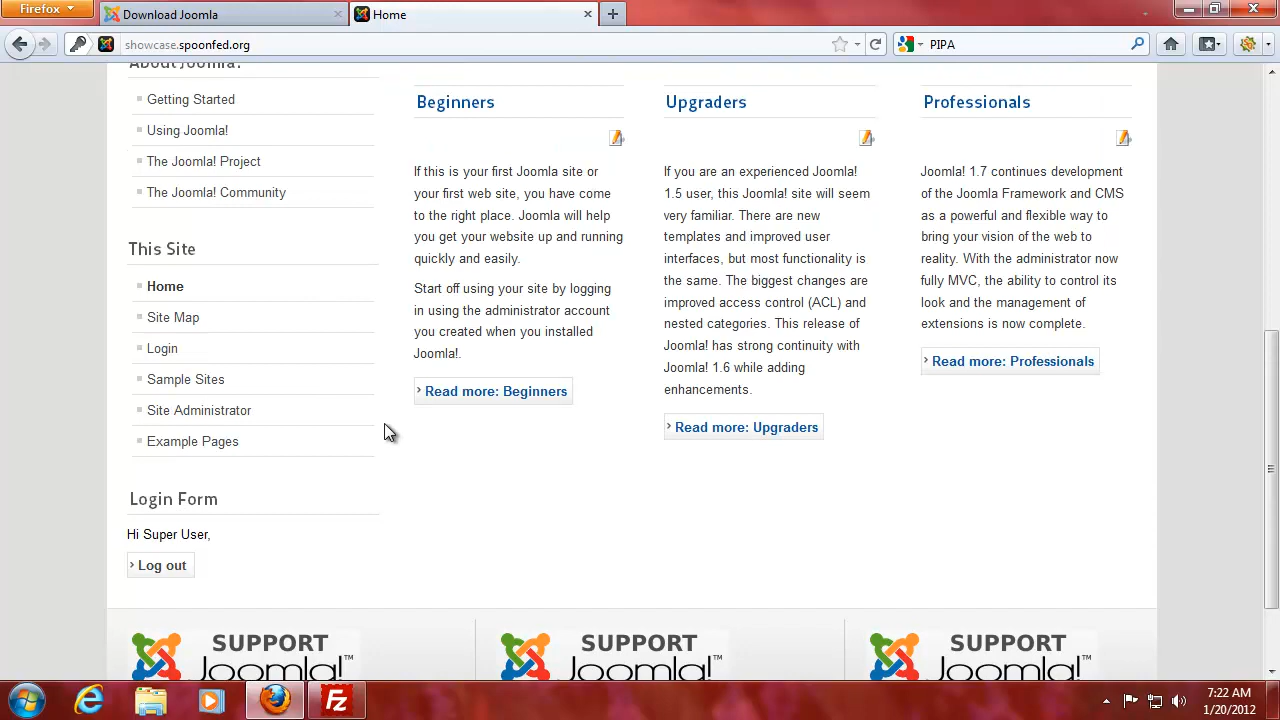 Firefox
Download Joomla
Home
showcase.spoonfed.org
PIPA
About Joomla!
Getting Started
Using Joomla!
The Joomla! Project
The Joomla! Community
This Site
Home
Site Map
Login
Sample Sites
Site Administrator
Example Pages
Login Form
Hi Super User,
Log out
Beginners
If this is your first Joomla site or
your first web site, you have come
to the right place. Joomla will help
you get your website up and running
quickly and easily.
Start off using your site by logging
in using the administrator account
you created when you installed
Joomla!.
Read more: Beginners
Upgraders
If you are an experienced Joomla!
1.5 user, this Joomla! site will seem
very familiar. There are new
templates and improved user
interfaces, but most functionality is
the same. The biggest changes are
improved access control (ACL) and
nested categories. This release of
Joomla! has strong continuity with
Joomla! 1.6 while adding
enhancements.
Read more: Upgraders
Professionals
Joomla! 1.7 continues development
of the Joomla Framework and CMS
as a powerful and flexible way to
bring your vision of the web to
reality. With the administrator now
fully MVC, the ability to control its
look and the management of
extensions is now complete.
Read more: Professionals
SUPPORT
Joomla!™
SUPPORT
Joomla!™
SUPPORT
Joomla!™
Fz
7:22 AM
1/20/2012